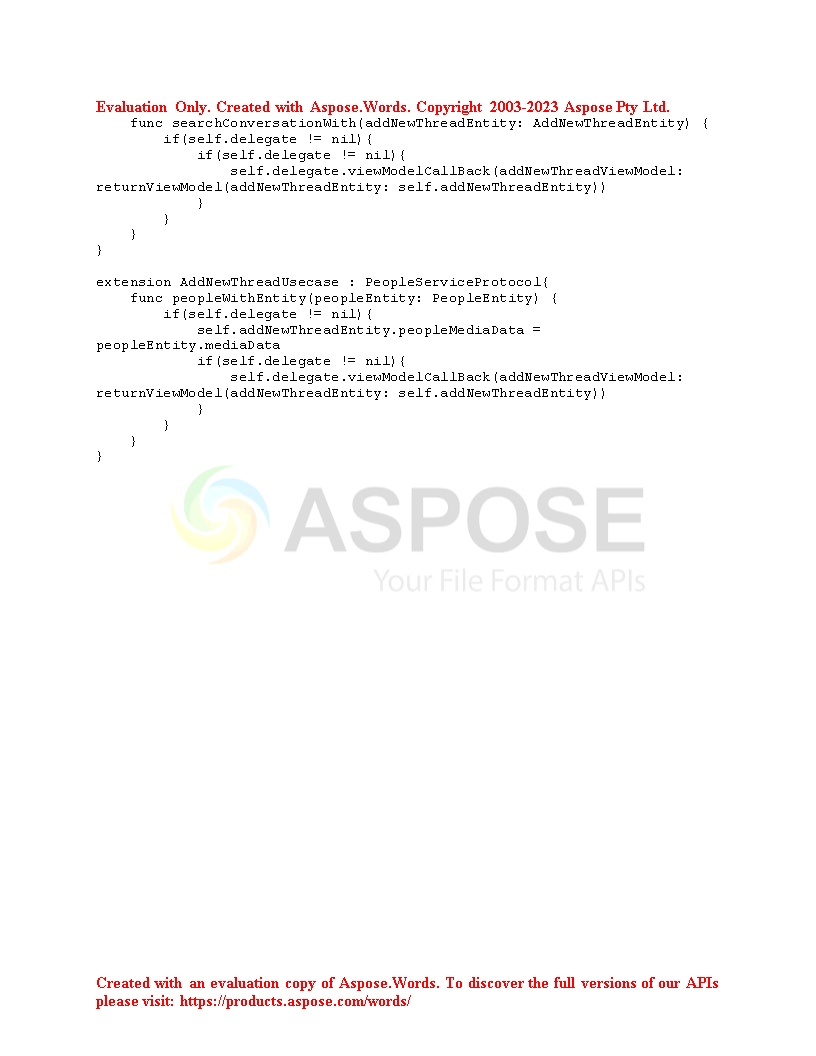 Evaluation Only. Created with Aspose.Words. Copyright 2003-2023 Aspose Pty Ltd.
    func searchConversationWith(addNewThreadEntity: AddNewThreadEntity) {
        if(self.delegate != nil){
            if(self.delegate != nil){
                self.delegate.viewModelCallBack(addNewThreadViewModel:
returnViewModel(addNewThreadEntity: self.addNewThreadEntity))
            }
        }
    }
}

extension AddNewThreadUsecase : PeopleServiceProtocol{
    func peopleWithEntity(peopleEntity: PeopleEntity) {
        if(self.delegate != nil){
            self.addNewThreadEntity.peopleMediaData =
peopleEntity.mediaData
            if(self.delegate != nil){
                self.delegate.viewModelCallBack(addNewThreadViewModel:
returnViewModel(addNewThreadEntity: self.addNewThreadEntity))
            }
        }
    }
}
ASPOSE
Your File Format APIs
Created with an evaluation copy of Aspose.Words. To discover the full versions of our APIs
please visit: https://products.aspose.com/words/